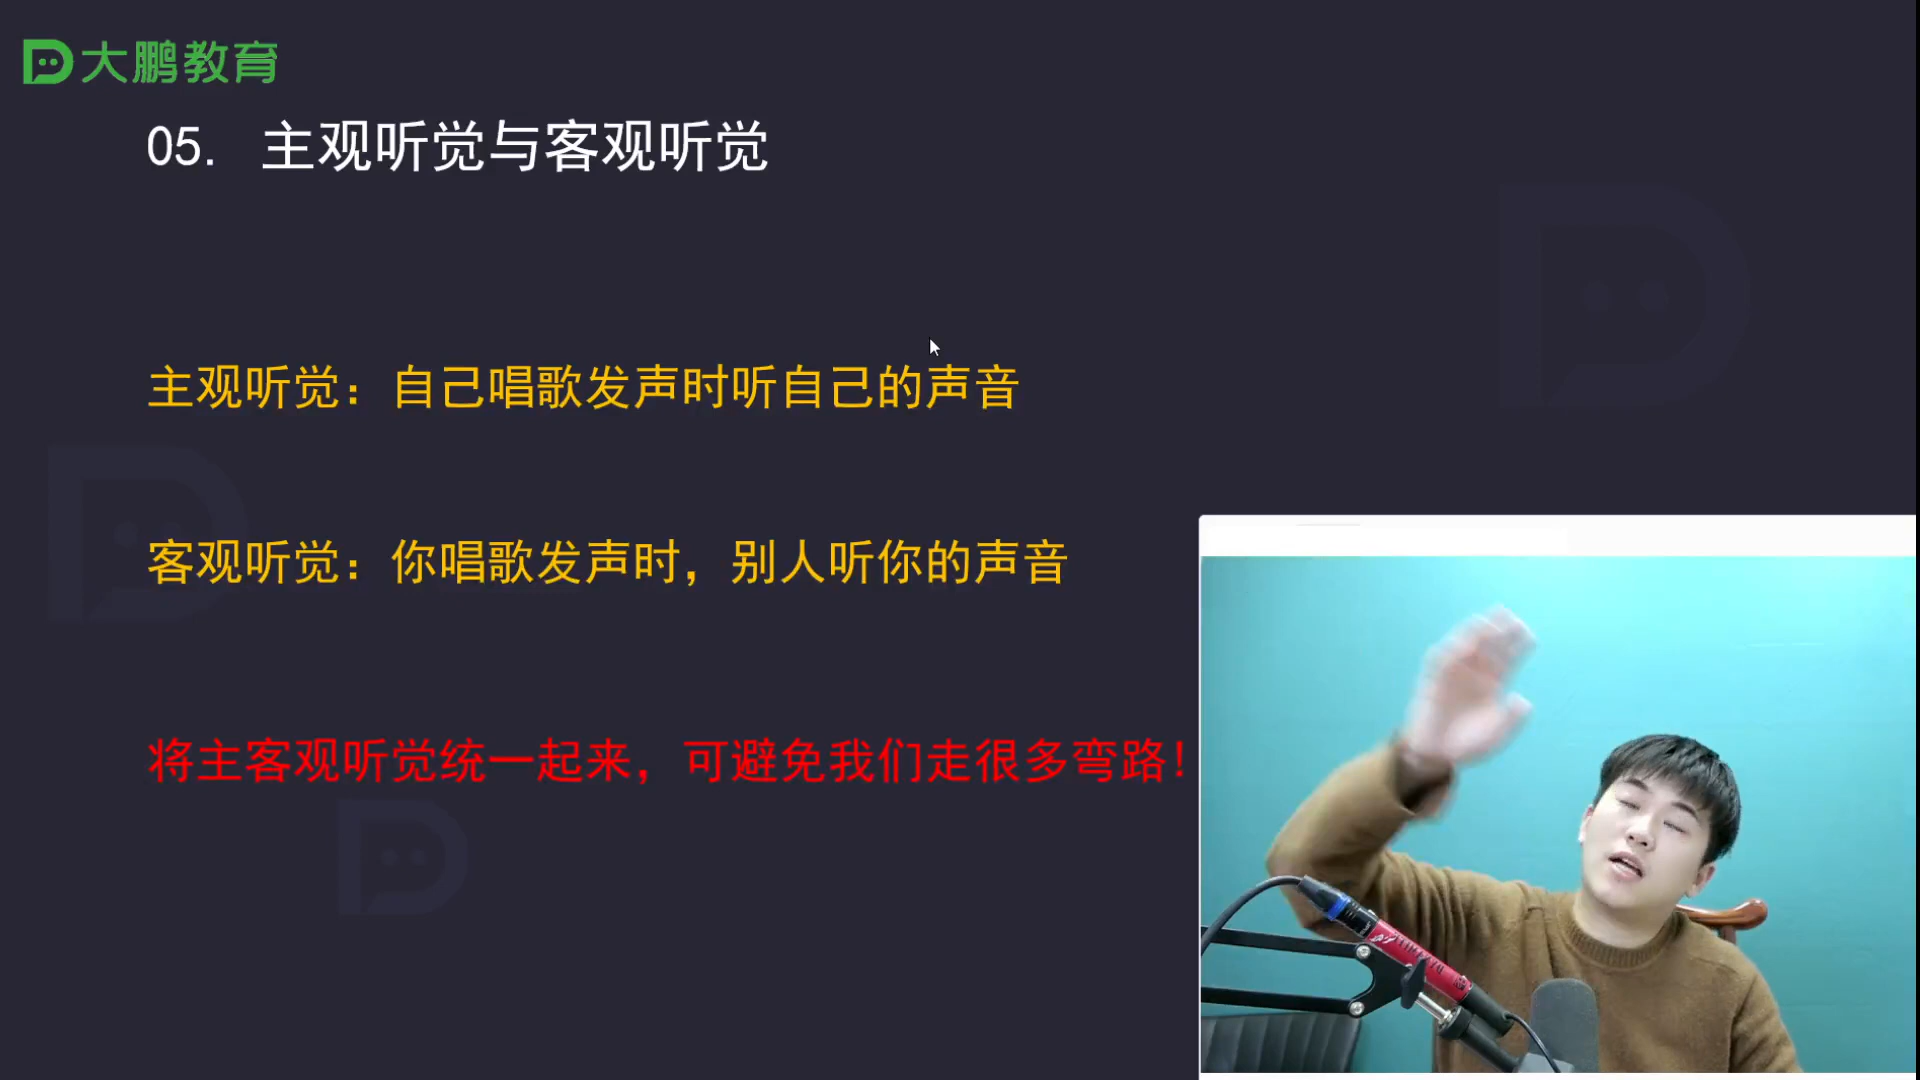 大鹏教育
05. 主观听觉与客观听觉
主观听觉：自己唱歌发声时听自己的声音
客观听觉：你唱歌发声时，别人听你的声音
将主客观听觉统一起来，可避免我们走很多弯路！